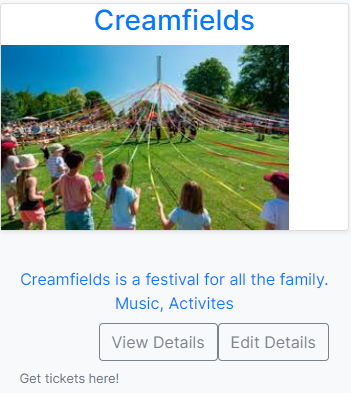 Creamfields
Creamfields is a festival for all the family.
Music, Activites
View Details Edit Details
Get tickets here!